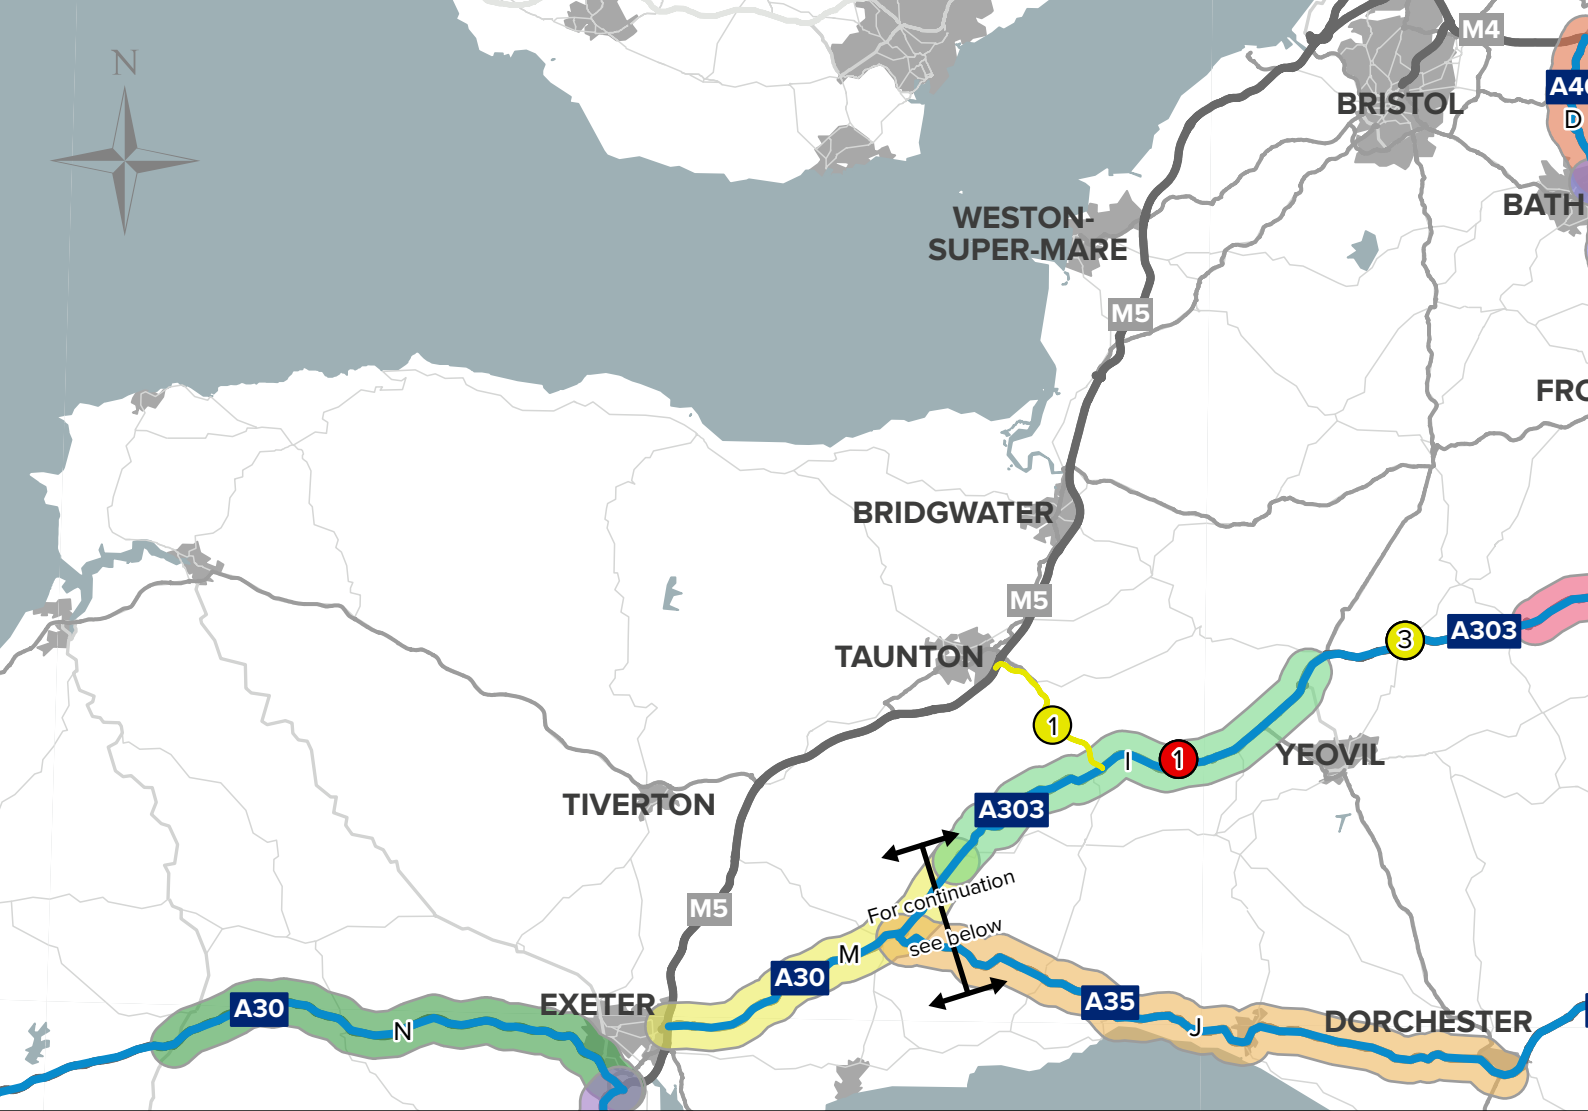 M4
N
A46
BRISTOL
D
BATH
WESTON-
SUPER-MARE
M5
FRO
BRIDGWATER
M5
A303
3
TAUNTON
1
I
1
YEOVIL
TIVERTON
A303
M5
For continuation
see below
M
A30
EXETER
A30
N
A35
J
DORCHESTER